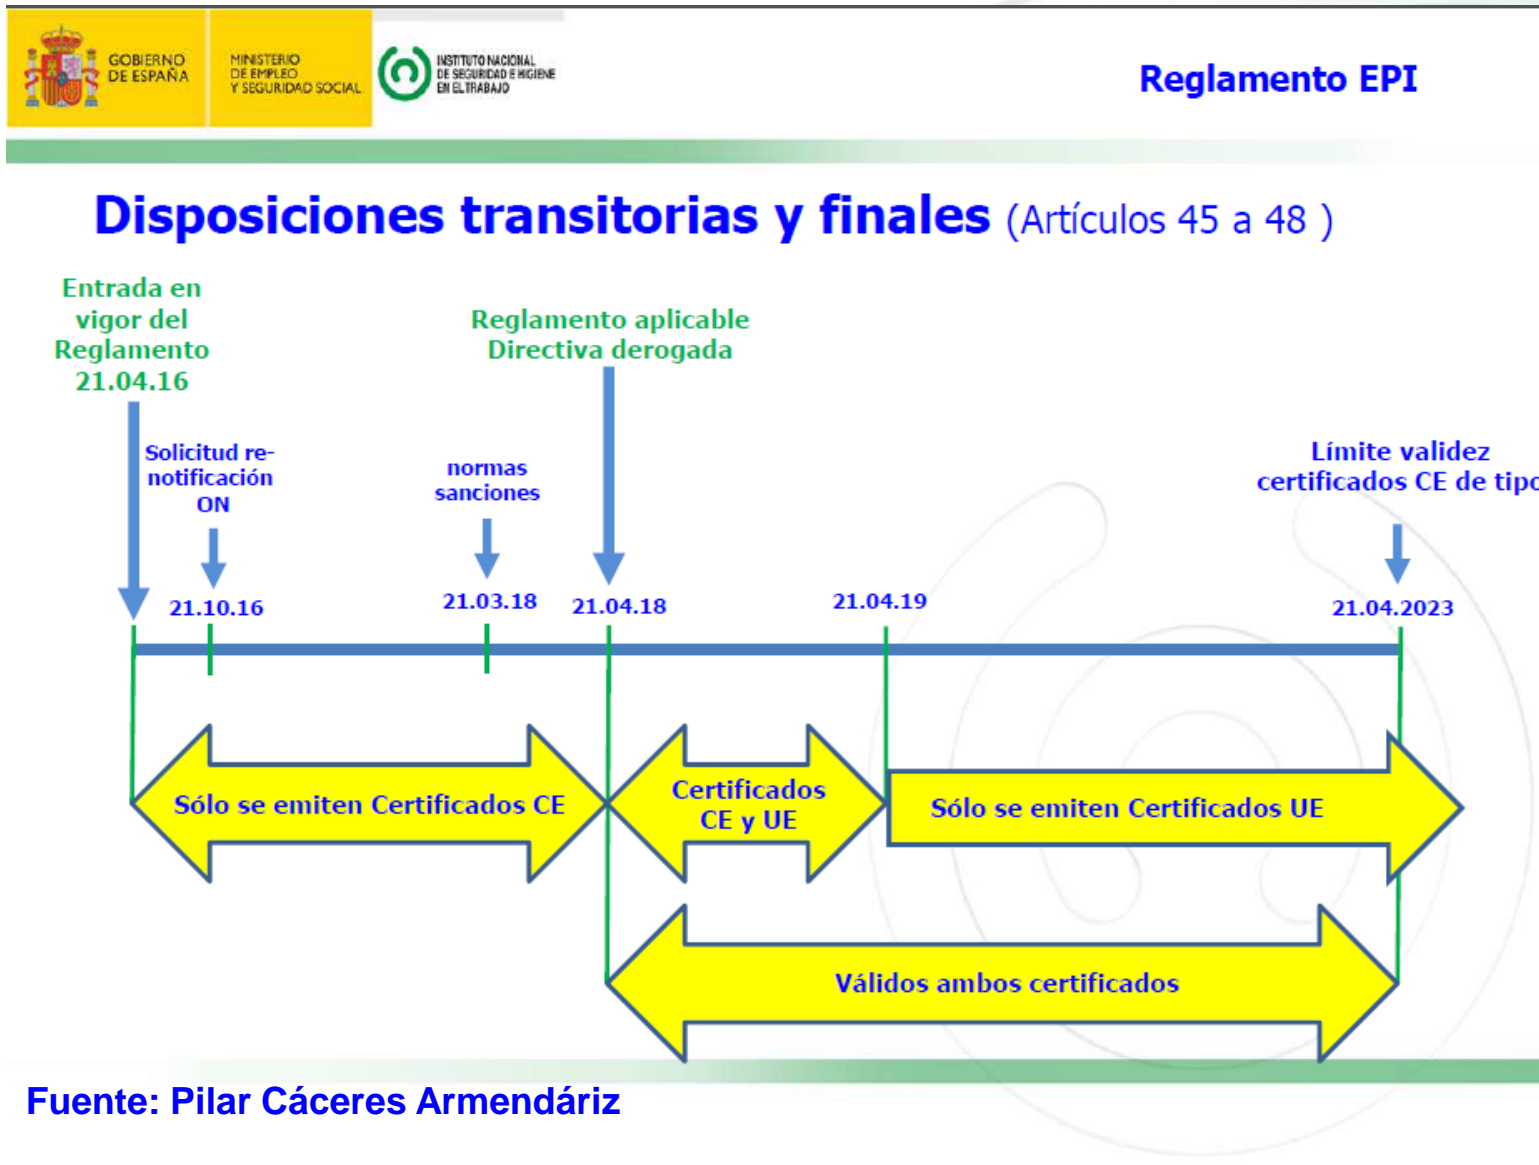 GOBIERNO
DE ESPAÑA
MINISTERIO
DE EMPLEO
Y SEGURIDAD SOCIAL
INSTITUTO NACIONAL
DE SEGURIDAD E HIGIENE
EN EL TRABAJO
Reglamento EPI
Disposiciones transitorias y finales (Artículos 45 a 48 )
Entrada en
vigor del
Reglamento
21.04.16
Reglamento aplicable
Directiva derogada
Solicitud re-
notificación
ON
normas
sanciones
Límite validez
certificados CE de tipo
21.10.16
21.03.18
21.04.18
21.04.19
21.04.2023
Sólo se emiten Certificados CE
Certificados
CE y UE
Sólo se emiten Certificados UE
Válidos ambos certificados
Fuente: Pilar Cáceres Armendáriz